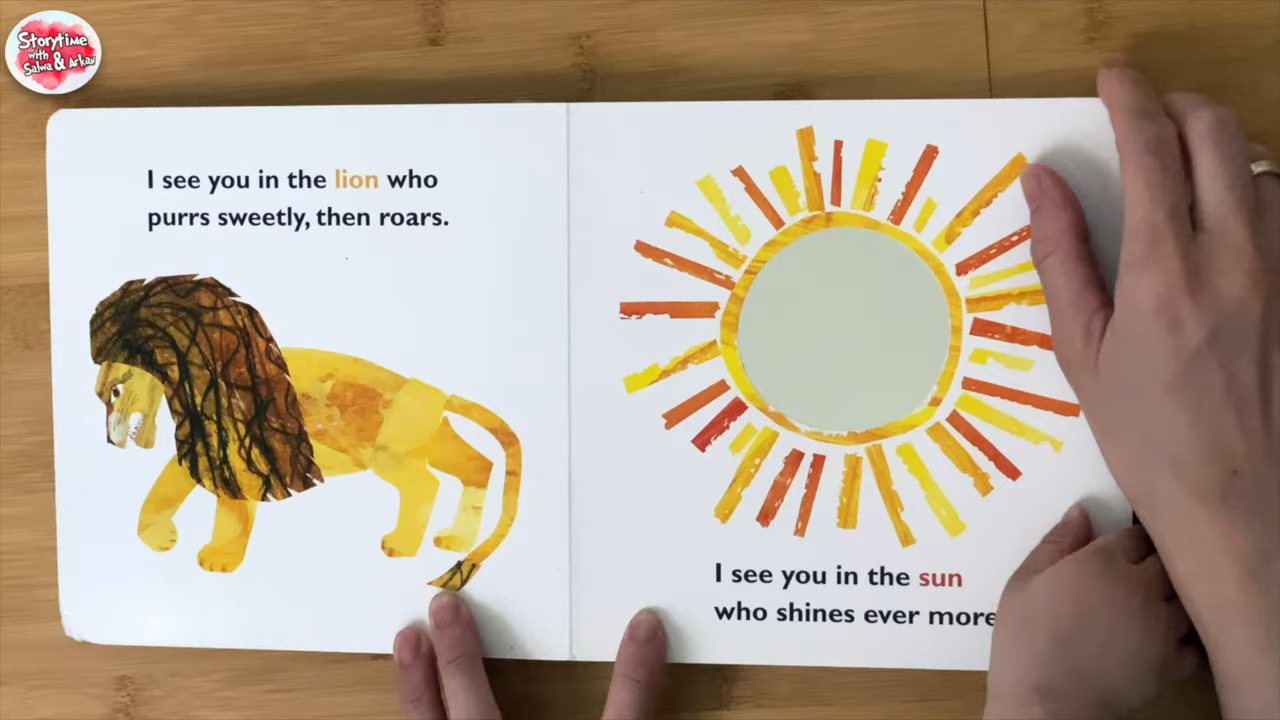 Storytime
with
Salwa & Arkan
I see you in the lion who
purrs sweetly, then roars.
I see you in the sun
who shines ever more